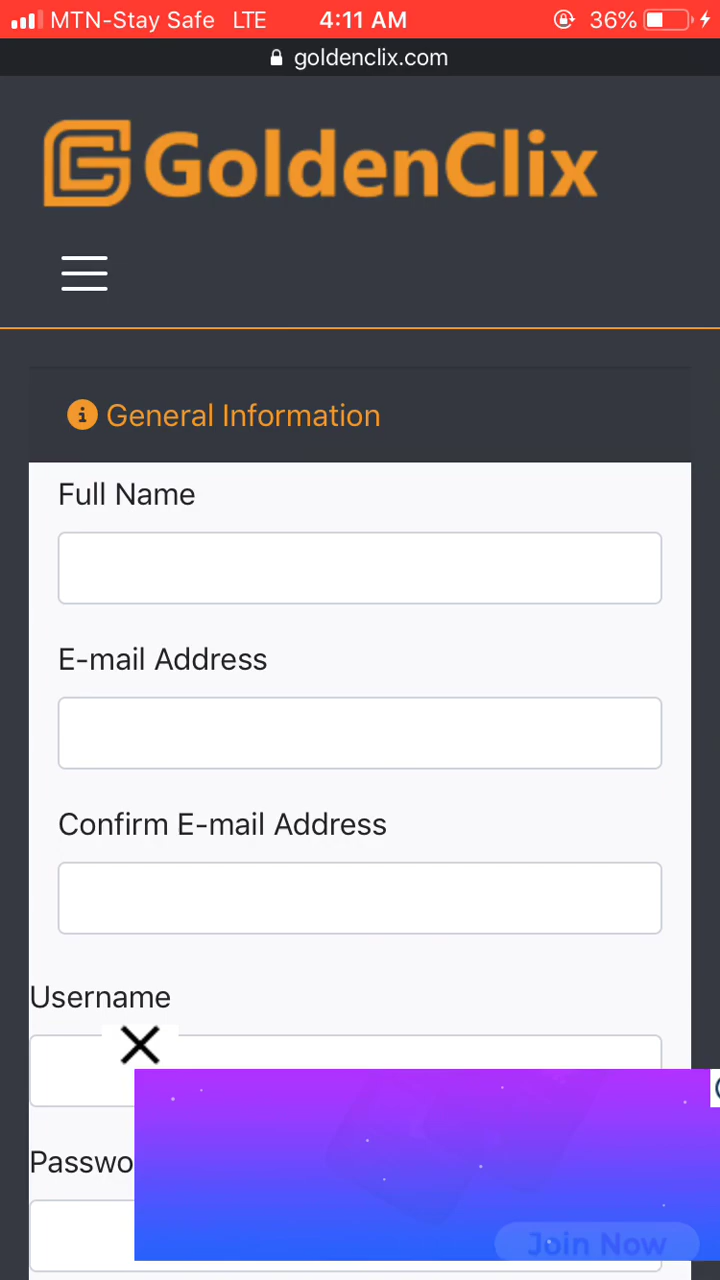 MTN-Stay Safe LTE 4:11 AM 36%
goldenclix.com
GoldenClix
General Information
Full Name
E-mail Address
Confirm E-mail Address
Username
Passwo
Join Now